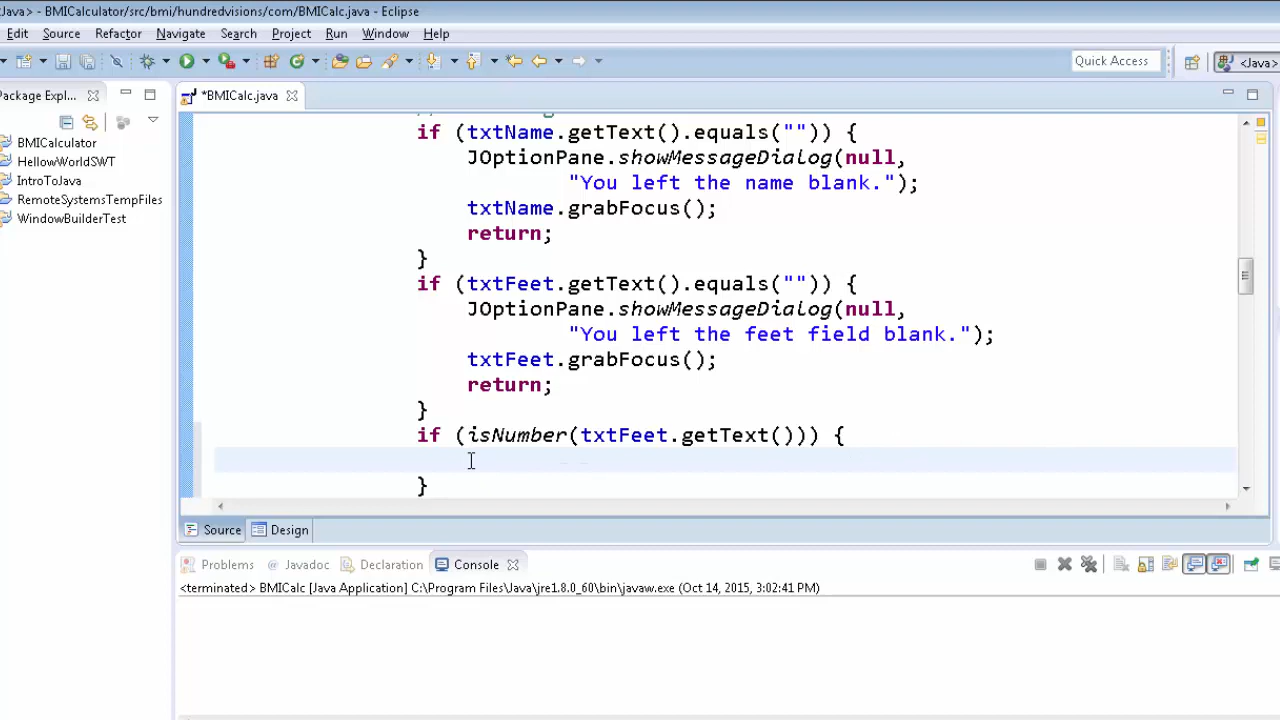 Java> - BMICalculator/src/bmi/hundredvisions/com/BMICalc.java - Eclipse
Edit Source Refactor Navigate Search Project Run Window Help
Quick Access
<Java>
Package Expl...
*BMICalc.java
BMICalculator
HellowWorldSWT
IntroToJava
RemoteSystemsTempFiles
WindowBuilderTest
if (txtName.getText().equals("")) {
JOptionPane.showMessageDialog(null,
"You left the name blank.");
txtName.grabFocus();
return;
}
if (txtFeet.getText().equals("")) {
JOptionPane.showMessageDialog(null,
"You left the feet field blank.");
txtFeet.grabFocus();
return;
}
if (isNumber(txtFeet.getText())) {
}
Source Design
Problems @ Javadoc Declaration Console
<terminated> BMICalc [Java Application] C:\Program Files\Java\jre1.8.0_60\bin\javaw.exe (Oct 14, 2015, 3:02:41 PM)